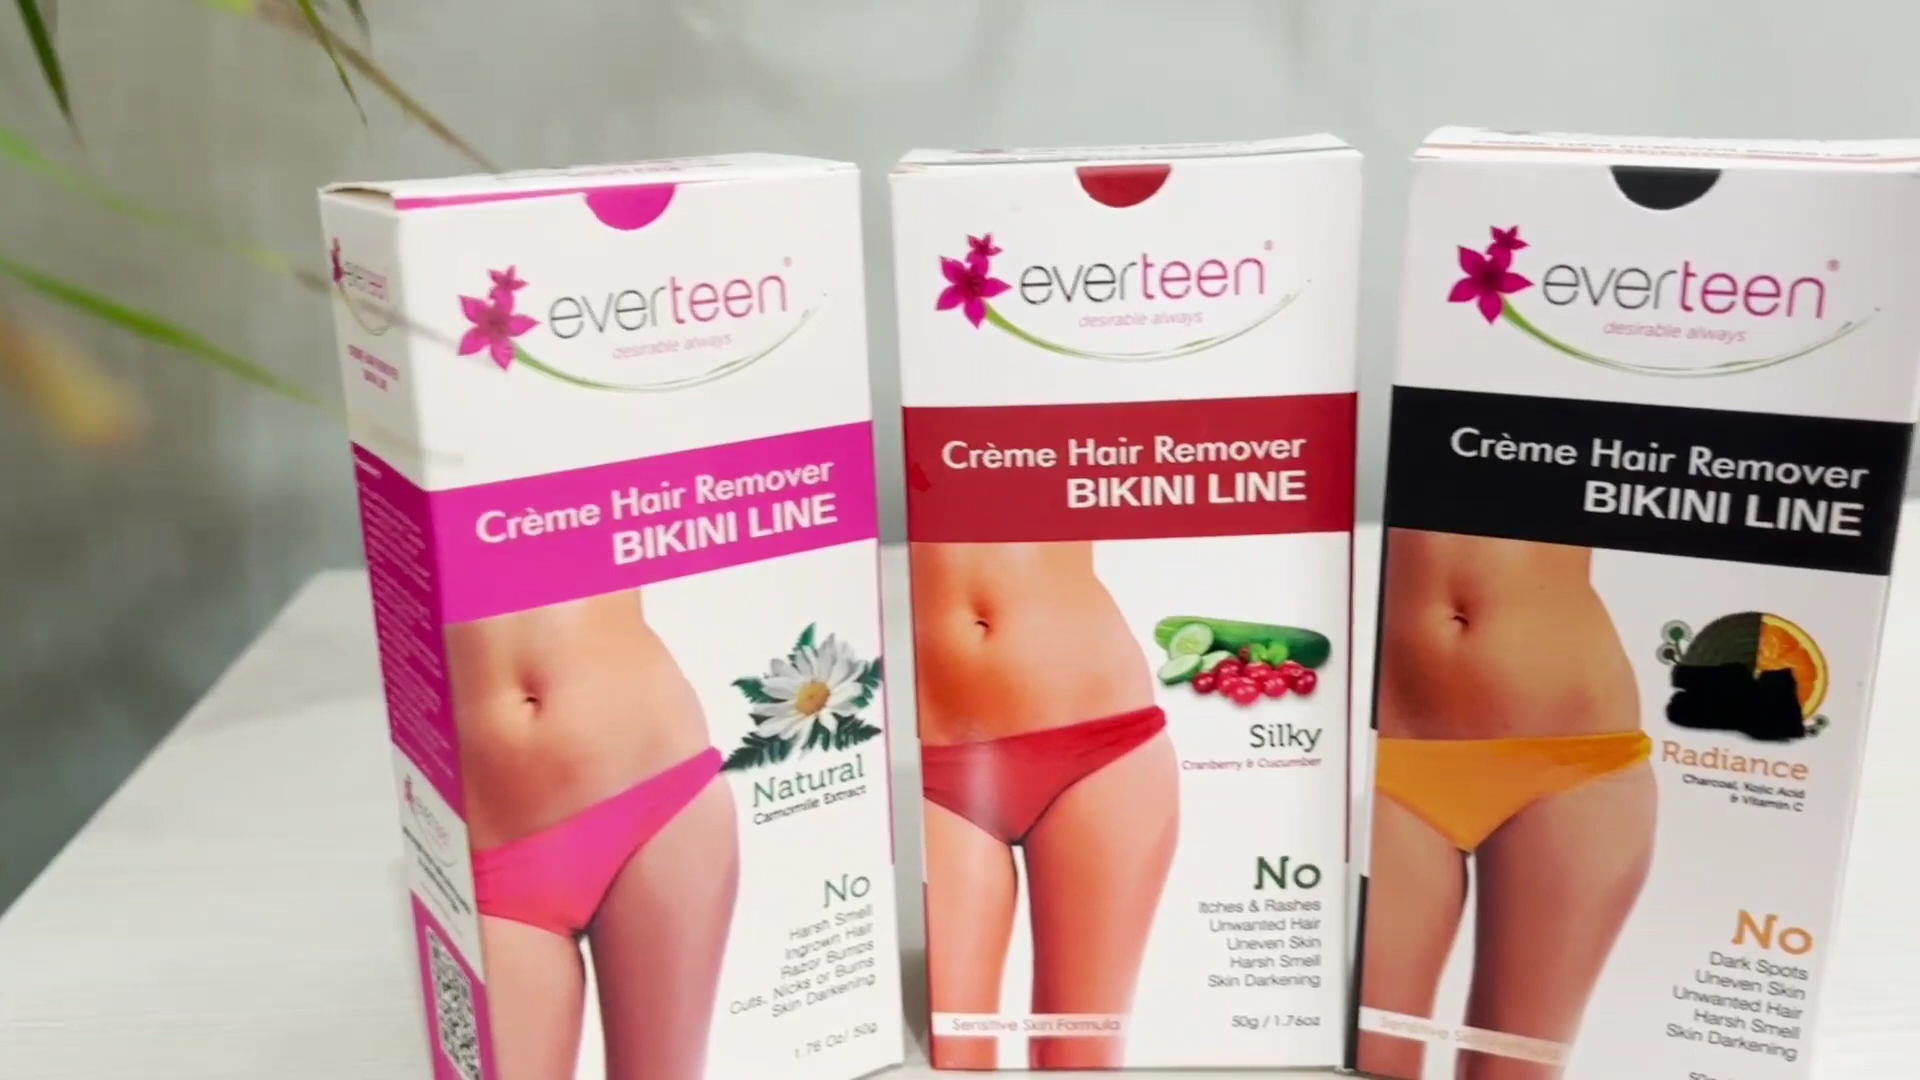 everteen®
desirable always
Crème Hair Remover
BIKINI LINE
Natural
Camomile Extract
No
Harsh Smell
Ingrown Hair
Razor Bumps
Cuts, Nicks or Burns
Skin Darkening
1.76 Oz/ 50g
everteen®
desirable always
Crème Hair Remover
BIKINI LINE
Silky
Cranberry & Cucumber
No
Itches & Rashes
Unwanted Hair
Uneven Skin
Harsh Smell
Skin Darkening
Sensitive Skin Formula
50g / 1.76oz
everteen®
desirable always
Crème Hair Remover
BIKINI LINE
Radiance
Charcoal, Kojic Acid
& Vitamin C
No
Dark Spots
Uneven Skin
Unwanted Hair
Harsh Smell
Skin Darkening
Sensitive Skin Formula